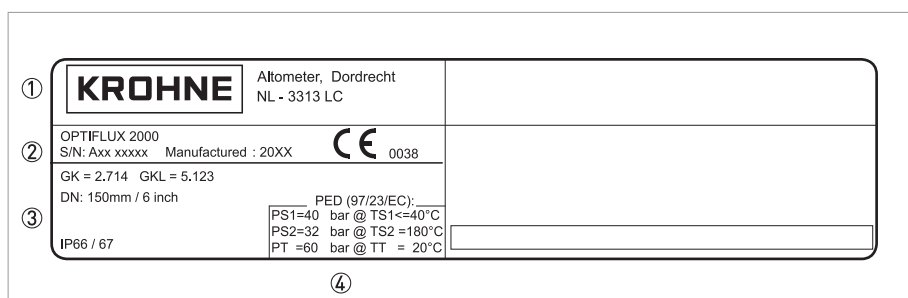 ①
KROHNE
Altometer, Dordrecht
NL - 3313 LC
②
OPTIFLUX 2000
S/N: Axx xxxxx Manufactured : 20XX
CE 0038
③
GK = 2.714 GKL = 5.123
DN: 150mm / 6 inch
IP66 / 67
PED (97/23/EC):
PS1=40 bar @ TS1<=40°C
PS2=32 bar @ TS2 =180°C
PT =60 bar @ TT = 20°C
④